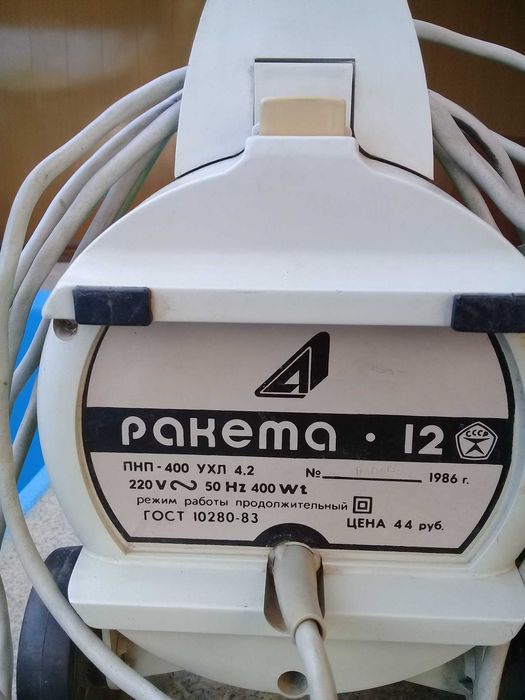 ракета · 12
СССР
ПНП - 400 УХЛ 4.2
№ 1986 г.
220 V ~ 50 Hz 400 Wt
режим работы продолжительный
ГОСТ 10280-83
ЦЕНА 44 руб.